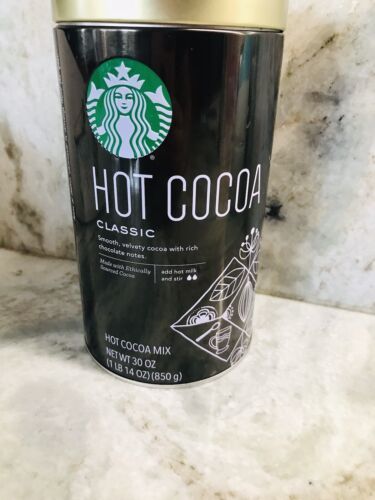 HOT COCOA
CLASSIC
Smooth, velvety cocoa with rich
chocolate notes.
Made with Ethically
Sourced Cocoa
add hot milk
and stir
HOT COCOA MIX
NET WT 30 OZ
(1 LB 14 OZ) (850 g)